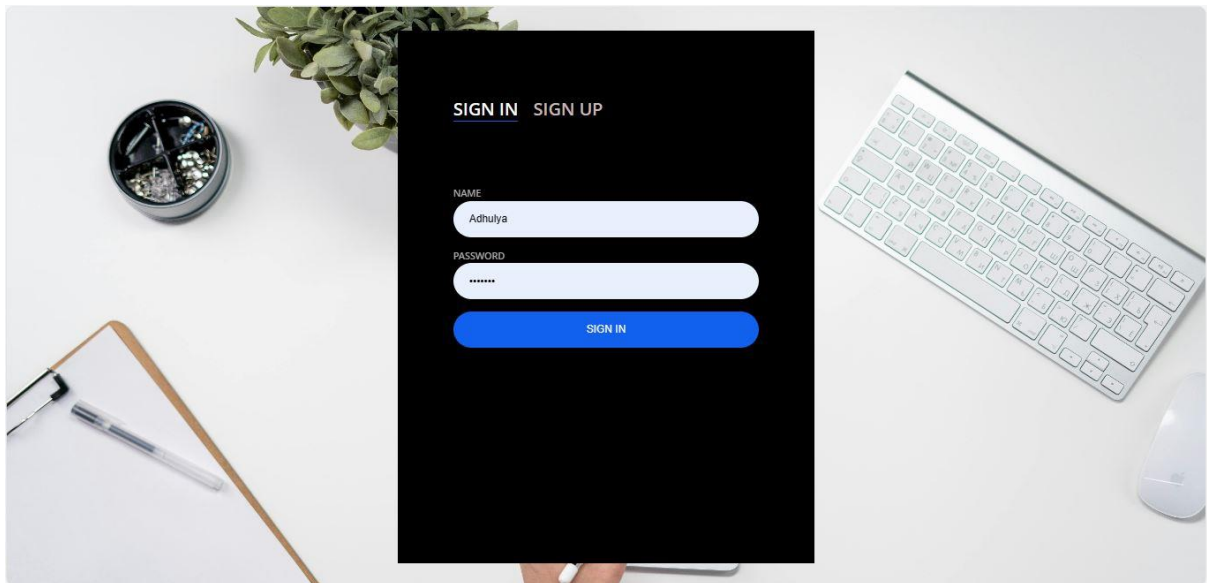 SIGN IN SIGN UP
NAME
Adhulya
PASSWORD
•••••••
SIGN IN